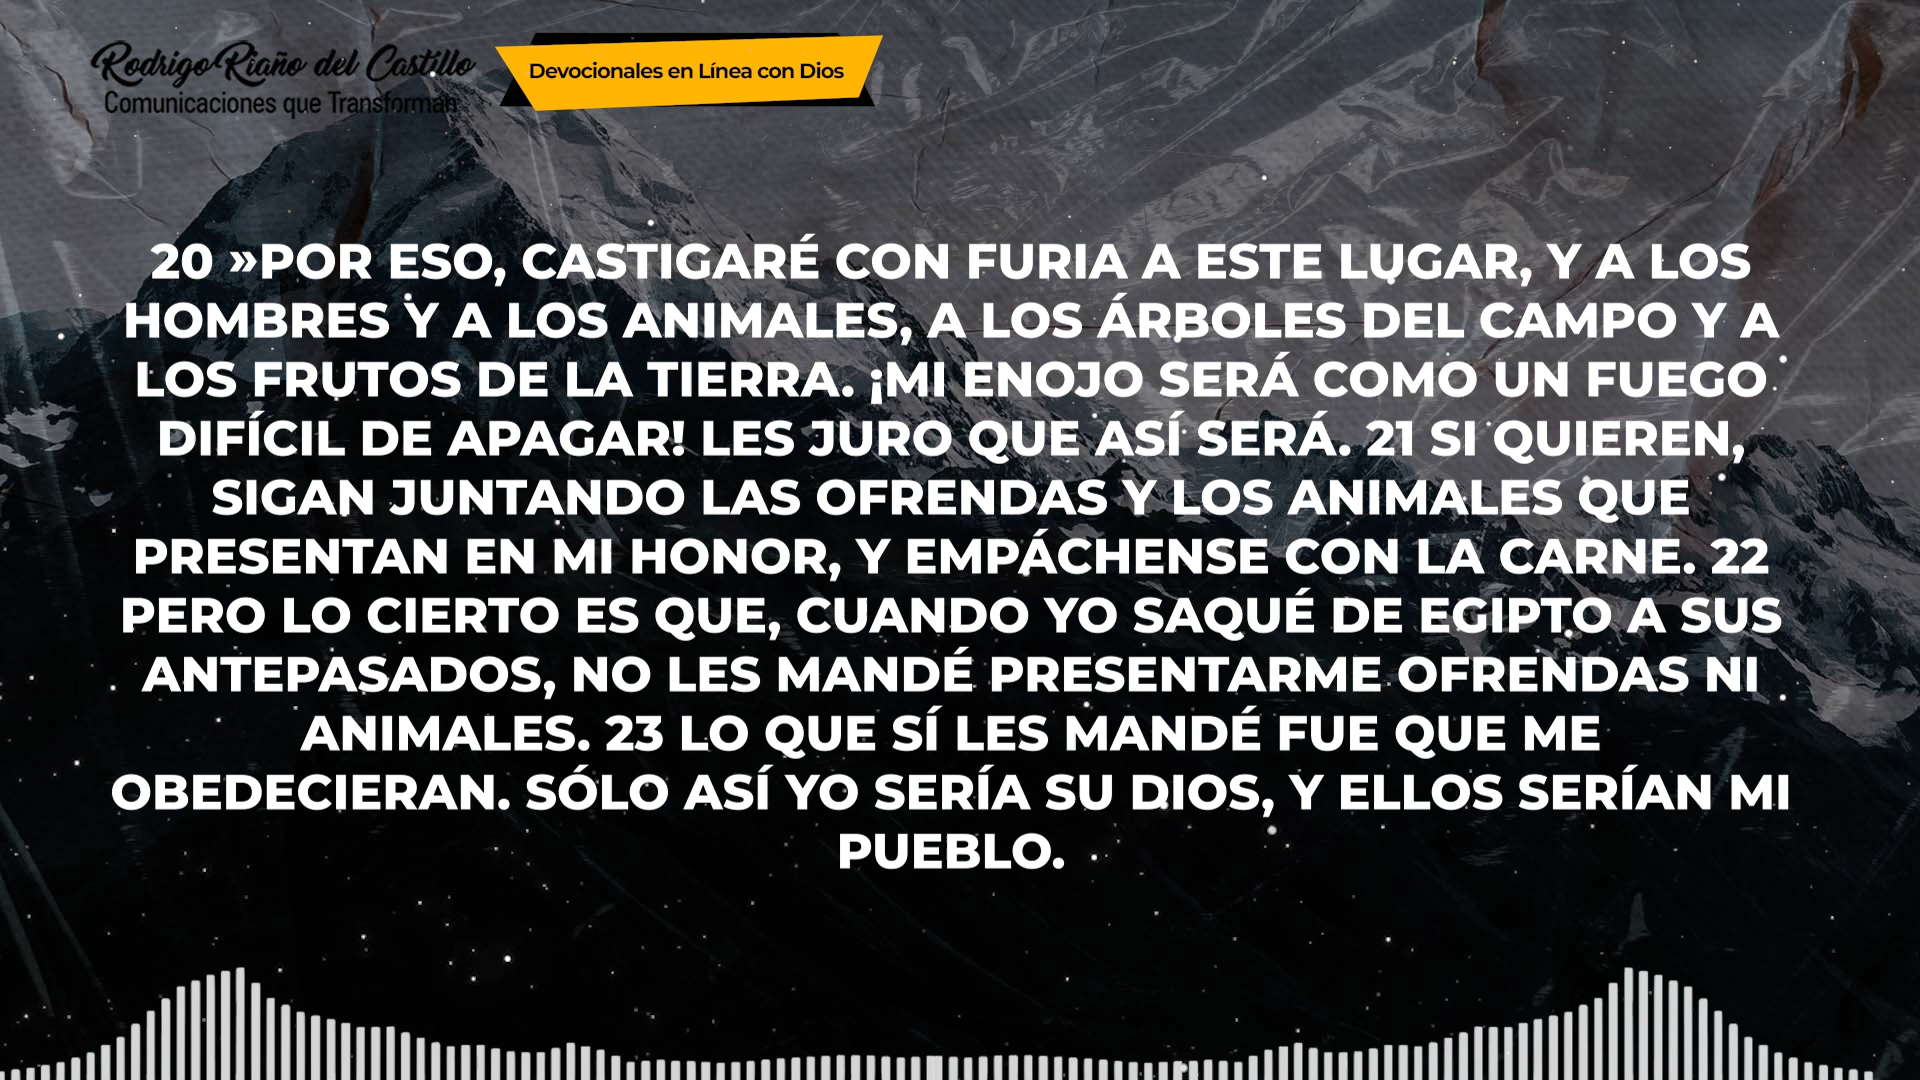 Rodrigo Riaño del Castillo
Comunicaciones que Transforman
Devocionales en Línea con Dios
20 »POR ESO, CASTIGARÉ CON FURIA A ESTE LUGAR, Y A LOS
HOMBRES Y A LOS ANIMALES, A LOS ÁRBOLES DEL CAMPO Y A
LOS FRUTOS DE LA TIERRA. ¡MI ENOJO SERÁ COMO UN FUEGO
DIFÍCIL DE APAGAR! LES JURO QUE ASÍ SERÁ. 21 SI QUIEREN,
SIGAN JUNTANDO LAS OFRENDAS Y LOS ANIMALES QUE
PRESENTAN EN MI HONOR, Y EMPÁCHENSE CON LA CARNE. 22
PERO LO CIERTO ES QUE, CUANDO YO SAQUÉ DE EGIPTO A SUS
ANTEPASADOS, NO LES MANDÉ PRESENTARME OFRENDAS NI
ANIMALES. 23 LO QUE SÍ LES MANDÉ FUE QUE ME
OBEDECIERAN. SÓLO ASÍ YO SERÍA SU DIOS, Y ELLOS SERÍAN MI
PUEBLO.